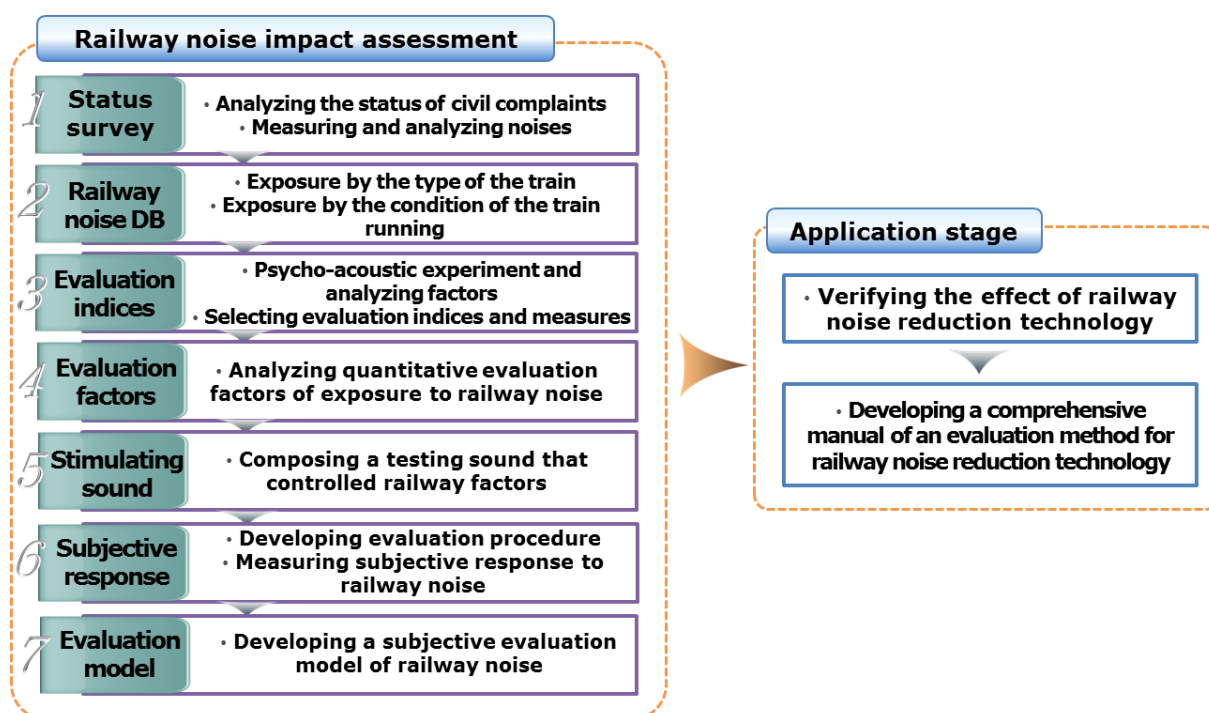 Railway noise impact assessment
1
Status
survey
· Analyzing the status of civil complaints
· Measuring and analyzing noises
2
Railway
noise DB
· Exposure by the type of the train
· Exposure by the condition of the train
running
3
Evaluation
indices
· Psycho-acoustic experiment and
analyzing factors
· Selecting evaluation indices and measures
4
Evaluation
factors
· Analyzing quantitative evaluation
factors of exposure to railway noise
5
Stimulating
sound
· Composing a testing sound that
controlled railway factors
6
Subjective
response
· Developing evaluation procedure
· Measuring subjective response to
railway noise
7
Evaluation
model
· Developing a subjective evaluation
model of railway noise
Application stage
· Verifying the effect of railway
noise reduction technology
· Developing a comprehensive
manual of an evaluation method for
railway noise reduction technology